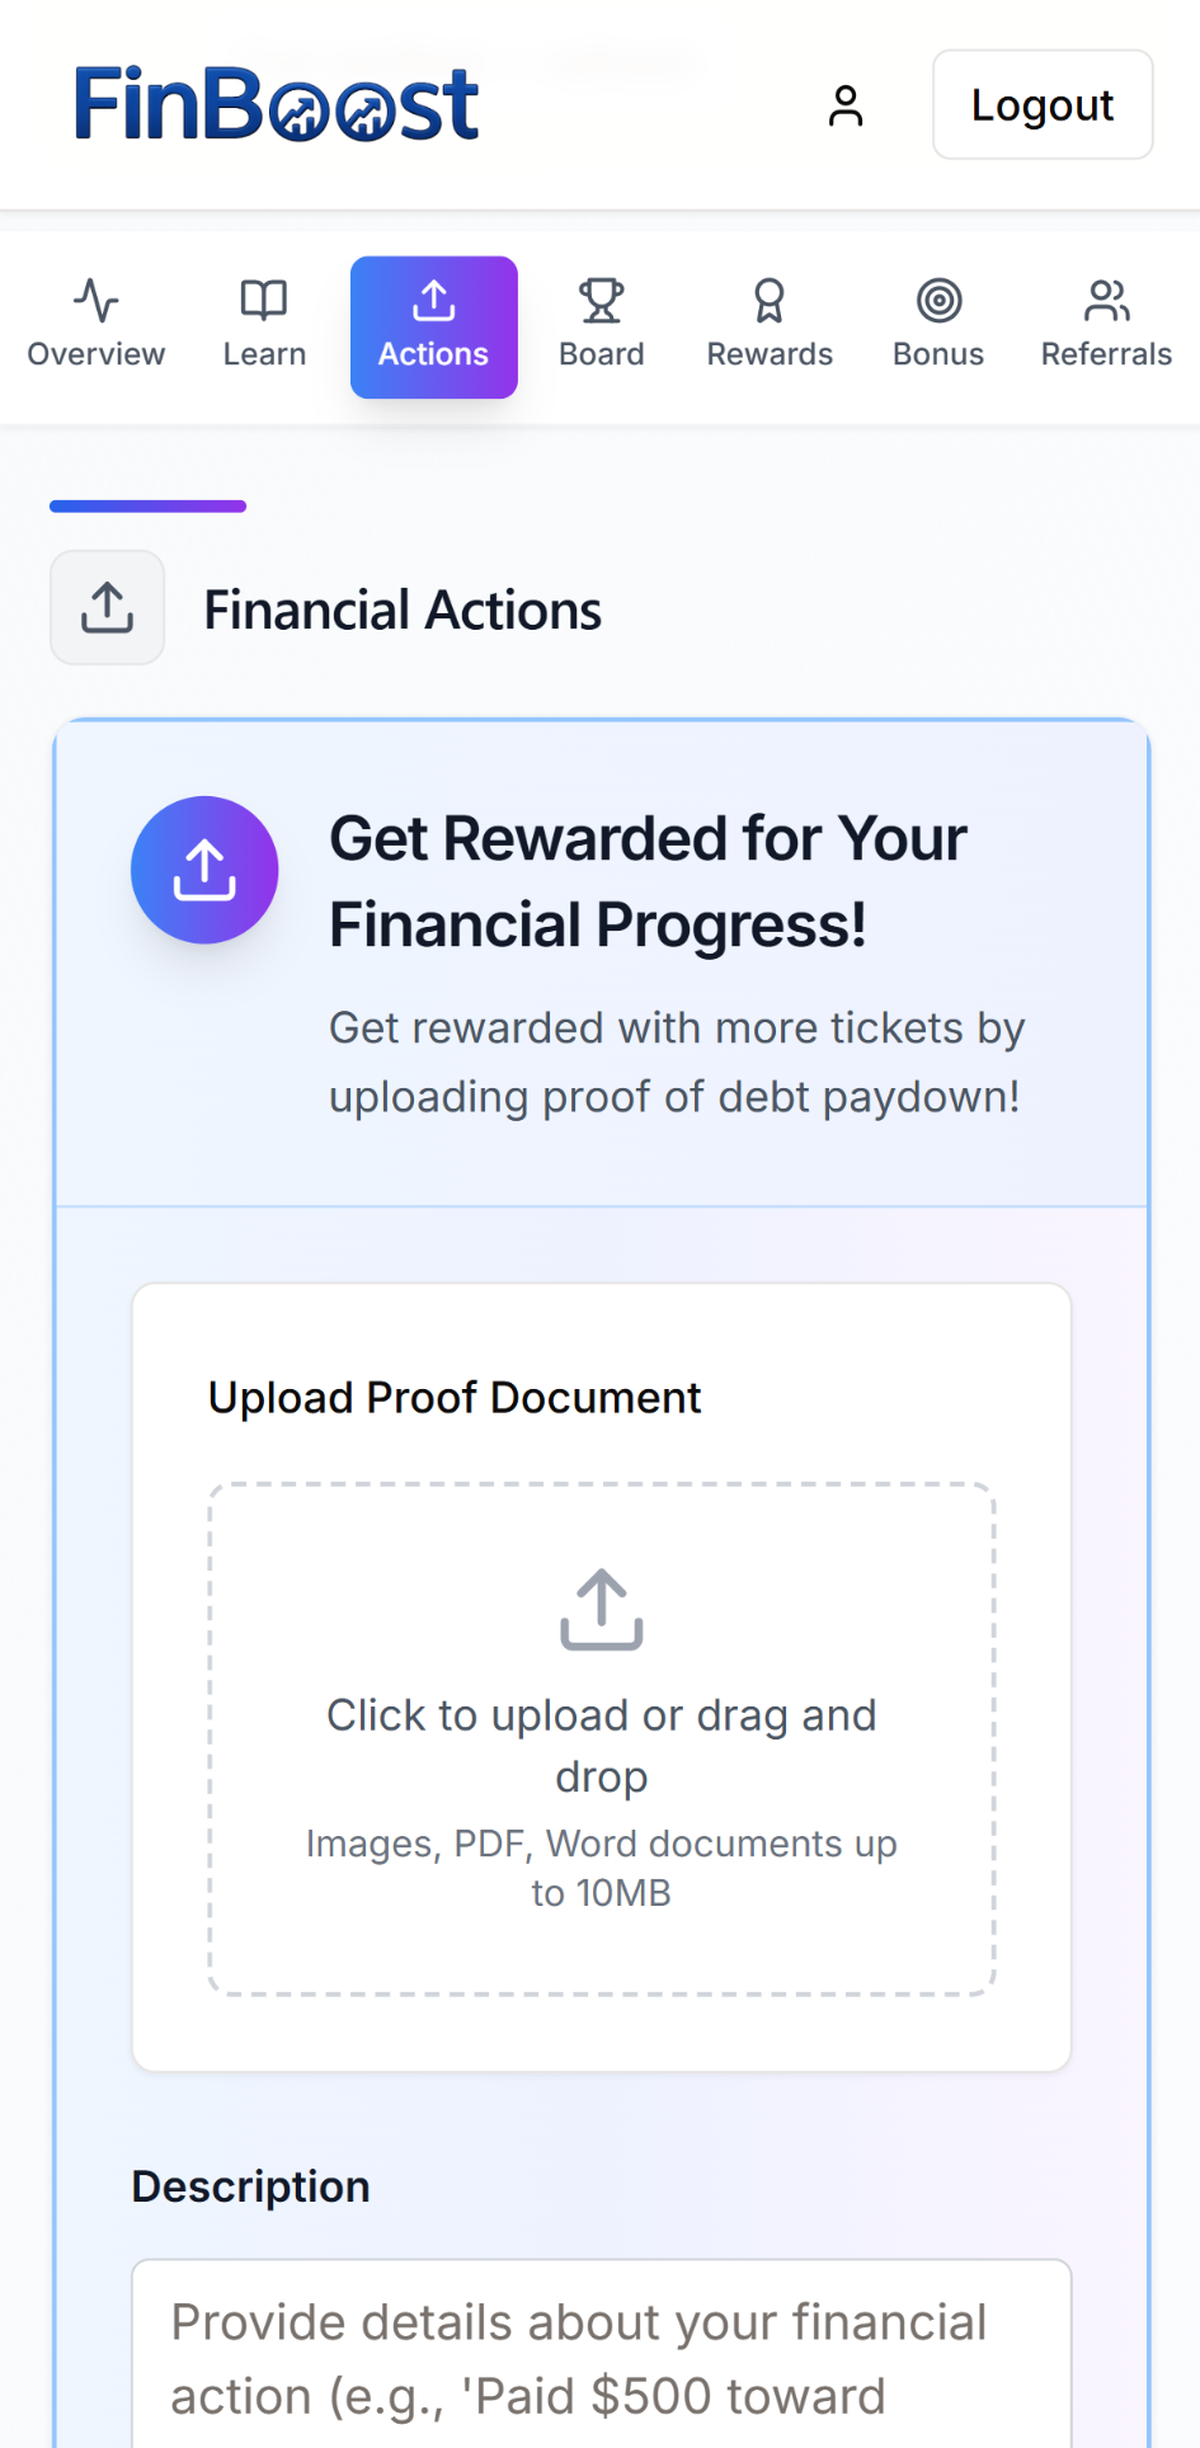 FinBoost
Logout
Overview
Learn
Actions
Board
Rewards
Bonus
Referrals
Financial Actions
Get Rewarded for Your
Financial Progress!
Get rewarded with more tickets by
uploading proof of debt paydown!
Upload Proof Document
Click to upload or drag and
drop
Images, PDF, Word documents up
to 10MB
Description
Provide details about your financial
action (e.g., 'Paid $500 toward